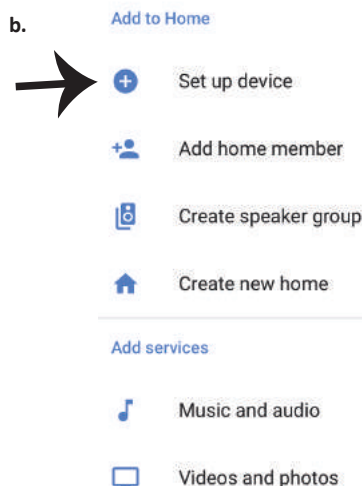 b.
Add to Home
Set up device
Add home member
Create speaker group
Create new home
Add services
Music and audio
Videos and photos